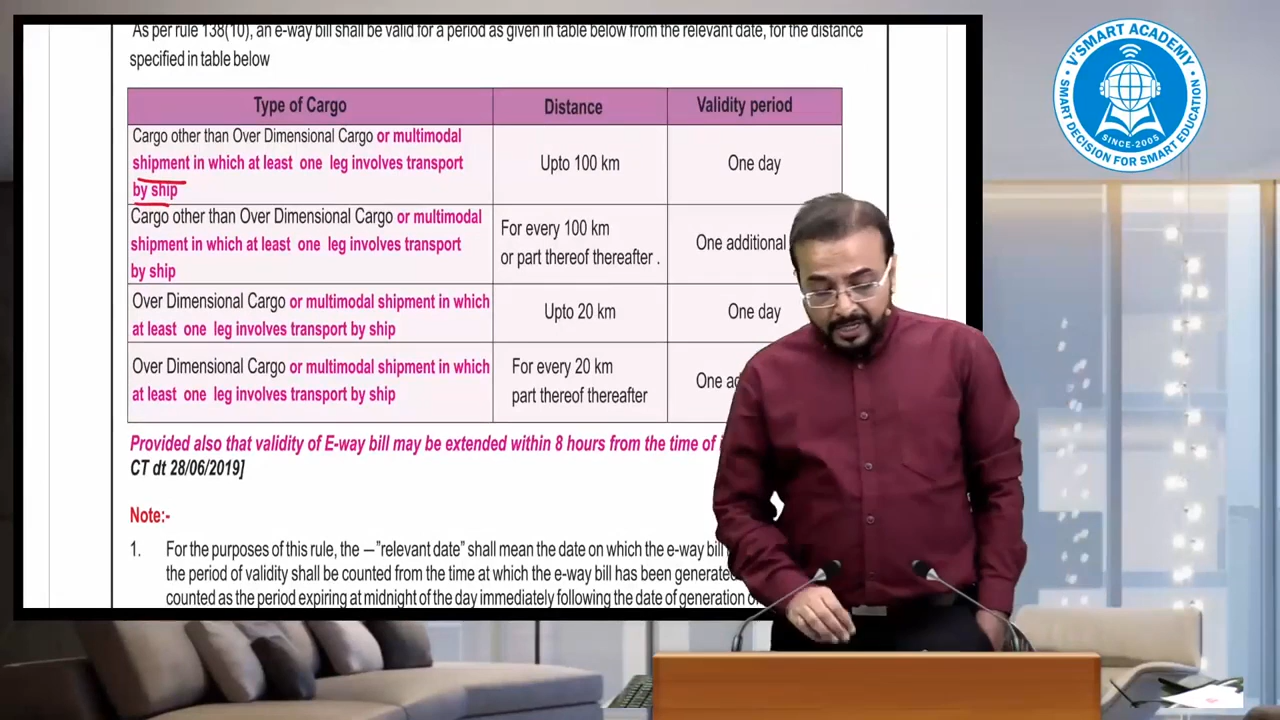 As per rule 138(10), an e-way bill shall be valid for a period as given in table below from the relevant date, for the distance
specified in table below
Type of Cargo
Distance
Validity period
Cargo other than Over Dimensional Cargo or multimodal
shipment in which at least one leg involves transport
by ship
Upto 100 km
One day
Cargo other than Over Dimensional Cargo or multimodal
shipment in which at least one leg involves transport
by ship
For every 100 km
or part thereof thereafter .
One additional
Over Dimensional Cargo or multimodal shipment in which
at least one leg involves transport by ship
Upto 20 km
One day
Over Dimensional Cargo or multimodal shipment in which
at least one leg involves transport by ship
For every 20 km
part thereof thereafter
One
Provided also that validity of E-way bill may be extended within 8 hours from the time of
CT dt 28/06/2019]
Note:-
1. For the purposes of this rule, the —"relevant date" shall mean the date on which the e-way bill
the period of validity shall be counted from the time at which the e-way bill has been generated
counted as the period expiring at midnight of the day immediately following the date of generation
V'SMART ACADEMY
SINCE-2005
SMART DECISION FOR SMART EDUCATION